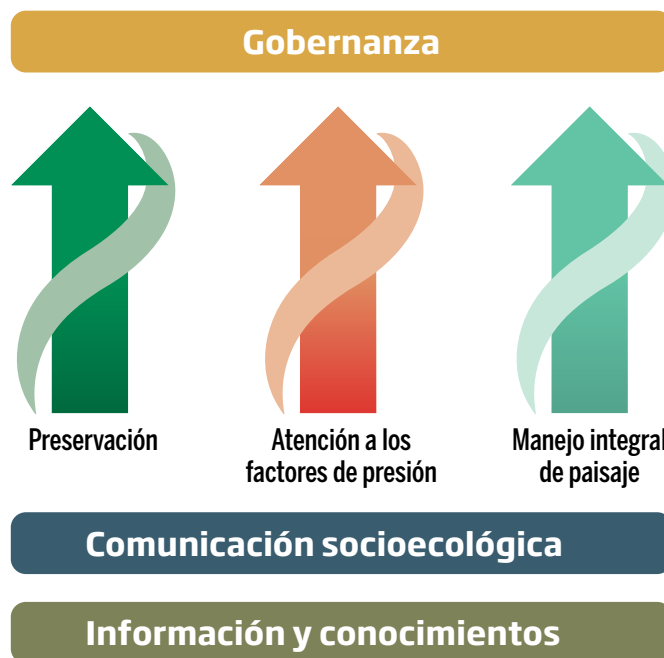 Gobernanza
Preservación
Atención a los
factores de presión
Manejo integral
de paisaje
Comunicación socioecológica
Información y conocimientos